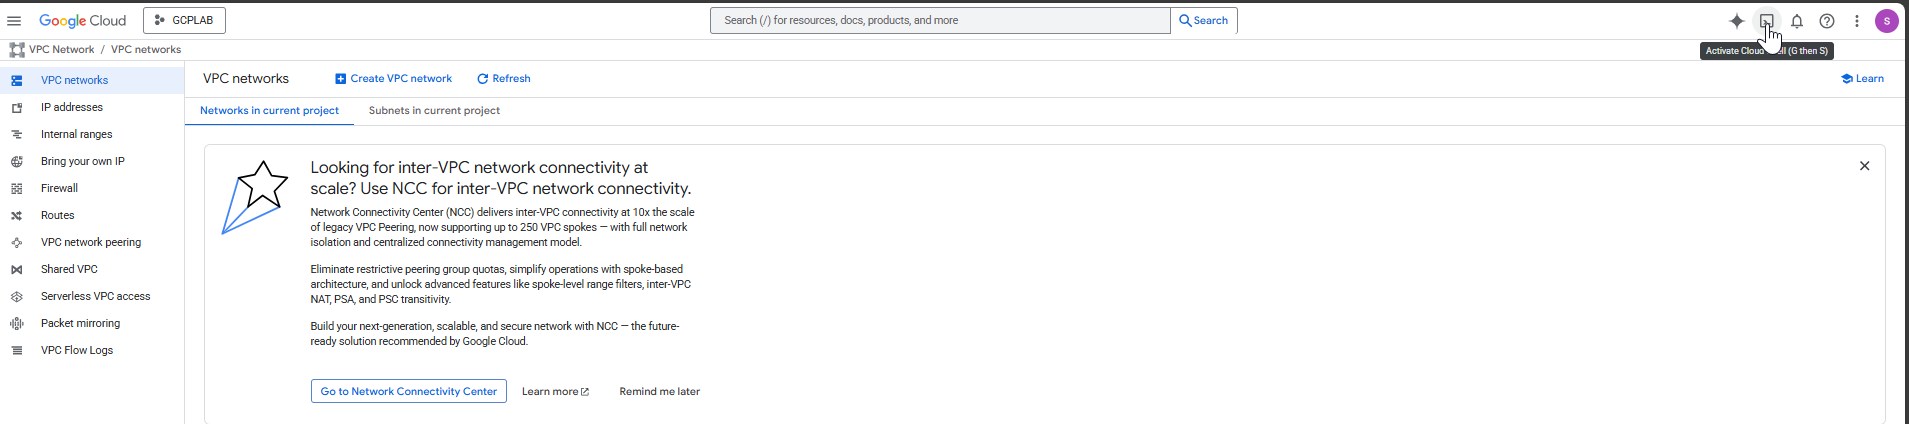 Google Cloud
GCPLAB
Search (/) for resources, docs, products, and more
Search
S
VPC Network / VPC networks
Activate Cloud (G then S)
VPC networks
IP addresses
Internal ranges
Bring your own IP
Firewall
Routes
VPC network peering
Shared VPC
Serverless VPC access
Packet mirroring
VPC Flow Logs
VPC networks
Create VPC network
Refresh
Learn
Networks in current project
Subnets in current project
Looking for inter-VPC network connectivity at
scale? Use NCC for inter-VPC network connectivity.
Network Connectivity Center (NCC) delivers inter-VPC connectivity at 10x the scale
of legacy VPC Peering, now supporting up to 250 VPC spokes — with full network
isolation and centralized connectivity management model.
Eliminate restrictive peering group quotas, simplify operations with spoke-based
architecture, and unlock advanced features like spoke-level range filters, inter-VPC
NAT, PSA, and PSC transitivity.
Build your next-generation, scalable, and secure network with NCC — the future-
ready solution recommended by Google Cloud.
Go to Network Connectivity Center
Learn more
Remind me later